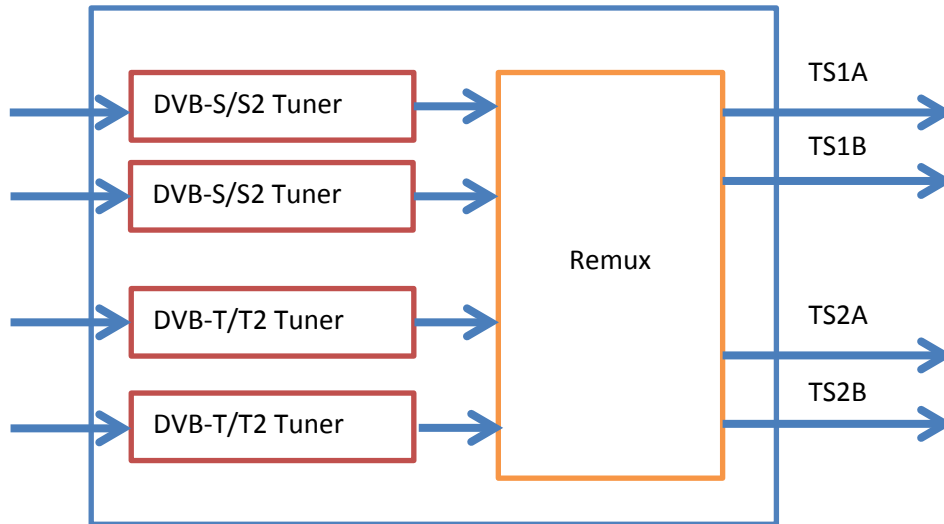 TS1A
DVB-S/S2 Tuner
TS1B
DVB-S/S2 Tuner
Remux
DVB-T/T2 Tuner
TS2A
TS2B
DVB-T/T2 Tuner